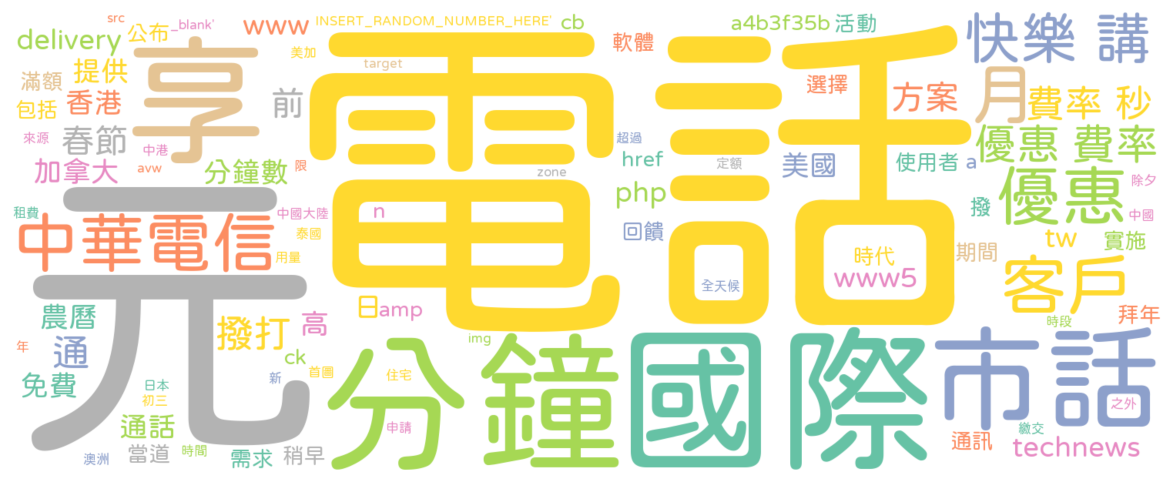 電話
元
國際
分鐘
市話
享
優惠
中華電信
客戶
月
快樂 講
優惠 費率
費率 秒
撥打
通
www
delivery
公布
_blank'
src
INSERT_RANDOM_NUMBER_HERE'
cb
a4b3f35b
活動
美加
軟體
target
提供
滿額
包括
香港
前
選擇
方案
來源
春節
中港
超過
zone
href
定額
美國
使用者
a
除夕
加拿大
avw
分鐘數
限
php
撥
中國
租費
中國大陸
n
回饋
tw
實施
泰國
時代
期間
用量
全天候
www5
農曆
日
amp
高
拜年
時段
年
ck
img
免費
日本
新
首圖
住宅
初三
之外
通話
申請
繳交
當道
時間
通訊
technews
澳洲
需求
稍早